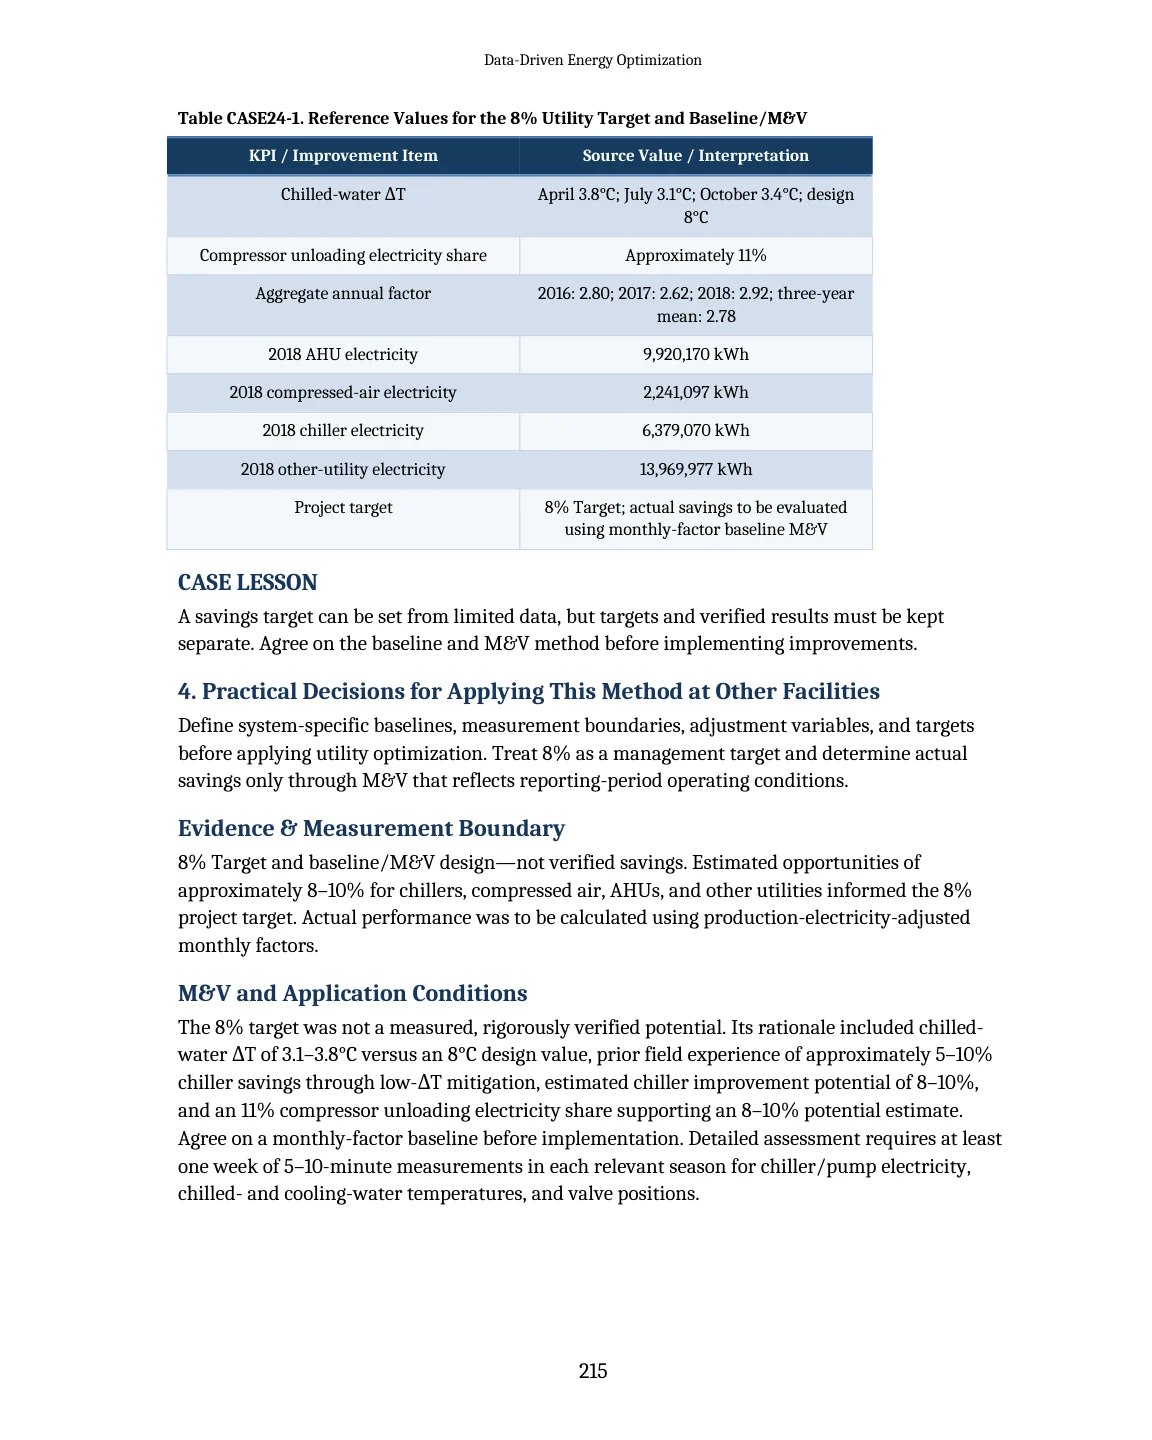 Data-Driven Energy Optimization
Table CASE24-1. Reference Values for the 8% Utility Target and Baseline/M&V
KPI / Improvement Item
Source Value / Interpretation
Chilled-water ΔT
April 3.8°C; July 3.1°C; October 3.4°C; design
8°C
Compressor unloading electricity share
Approximately 11%
Aggregate annual factor
2016: 2.80; 2017: 2.62; 2018: 2.92; three-year
mean: 2.78
2018 AHU electricity
9,920,170 kWh
2018 compressed-air electricity
2,241,097 kWh
2018 chiller electricity
6,379,070 kWh
2018 other-utility electricity
13,969,977 kWh
Project target
8% Target; actual savings to be evaluated
using monthly-factor baseline M&V
CASE LESSON
A savings target can be set from limited data, but targets and verified results must be kept
separate. Agree on the baseline and M&V method before implementing improvements.
4. Practical Decisions for Applying This Method at Other Facilities
Define system-specific baselines, measurement boundaries, adjustment variables, and targets
before applying utility optimization. Treat 8% as a management target and determine actual
savings only through M&V that reflects reporting-period operating conditions.
Evidence & Measurement Boundary
8% Target and baseline/M&V design—not verified savings. Estimated opportunities of
approximately 8–10% for chillers, compressed air, AHUs, and other utilities informed the 8%
project target. Actual performance was to be calculated using production-electricity-adjusted
monthly factors.
M&V and Application Conditions
The 8% target was not a measured, rigorously verified potential. Its rationale included chilled-
water ΔT of 3.1–3.8°C versus an 8°C design value, prior field experience of approximately 5–10%
chiller savings through low-ΔT mitigation, estimated chiller improvement potential of 8–10%,
and an 11% compressor unloading electricity share supporting an 8–10% potential estimate.
Agree on a monthly-factor baseline before implementation. Detailed assessment requires at least
one week of 5–10-minute measurements in each relevant season for chiller/pump electricity,
chilled- and cooling-water temperatures, and valve positions.
215